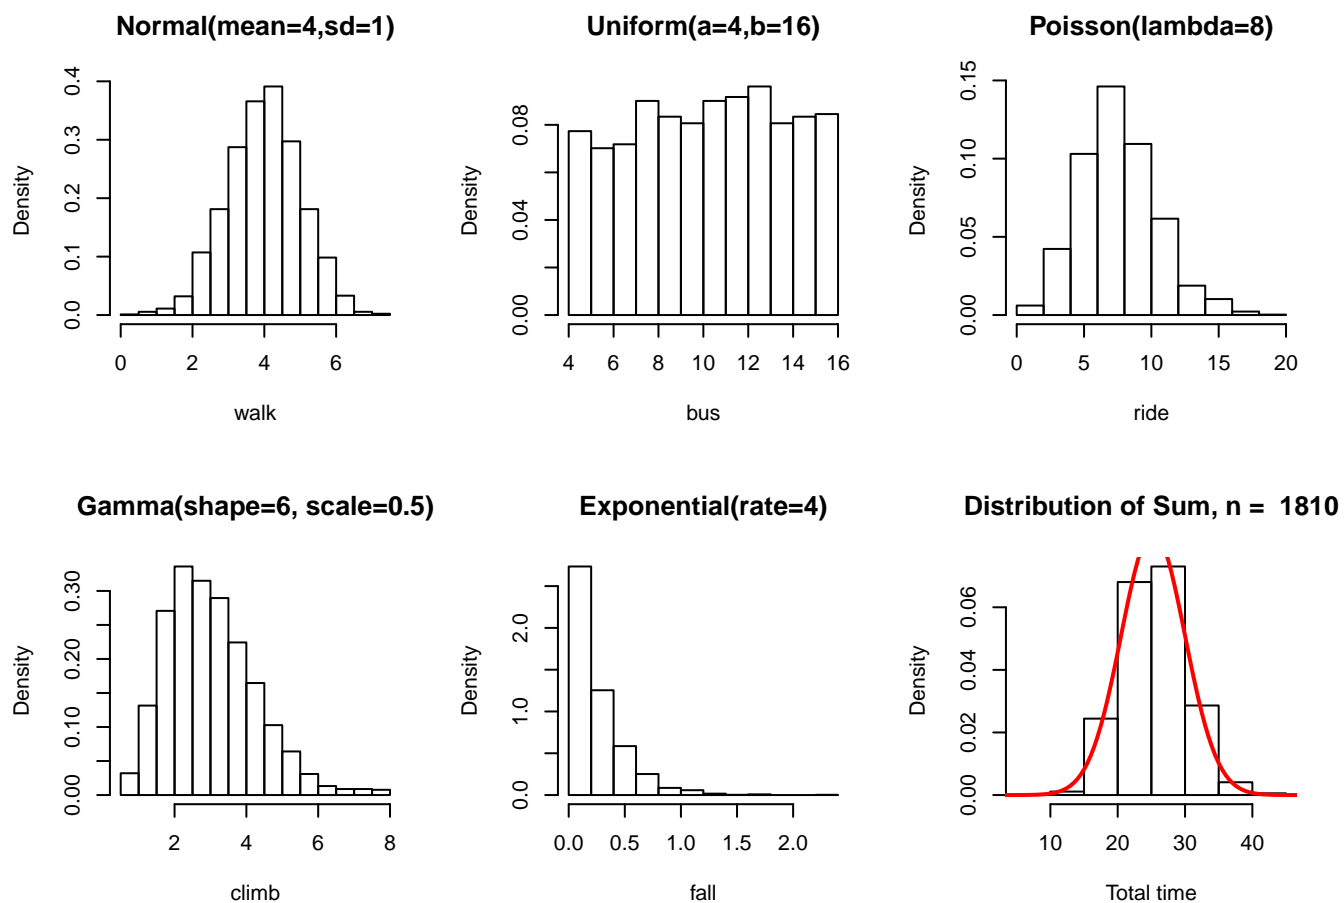 Normal(mean=4,sd=1)
Density
0.0 0.1 0.2 0.3 0.4
0 2 4 6
walk
Uniform(a=4,b=16)
Density
0.00 0.04 0.08
4 6 8 10 12 14 16
bus
Poisson(lambda=8)
Density
0.00 0.05 0.10 0.15
0 5 10 15 20
ride
Gamma(shape=6, scale=0.5)
Density
0.00 0.10 0.20 0.30
2 4 6 8
climb
Exponential(rate=4)
Density
0.0 1.0 2.0
0.0 0.5 1.0 1.5 2.0
fall
Distribution of Sum, n = 1810
Density
0.00 0.02 0.04 0.06
10 20 30 40
Total time